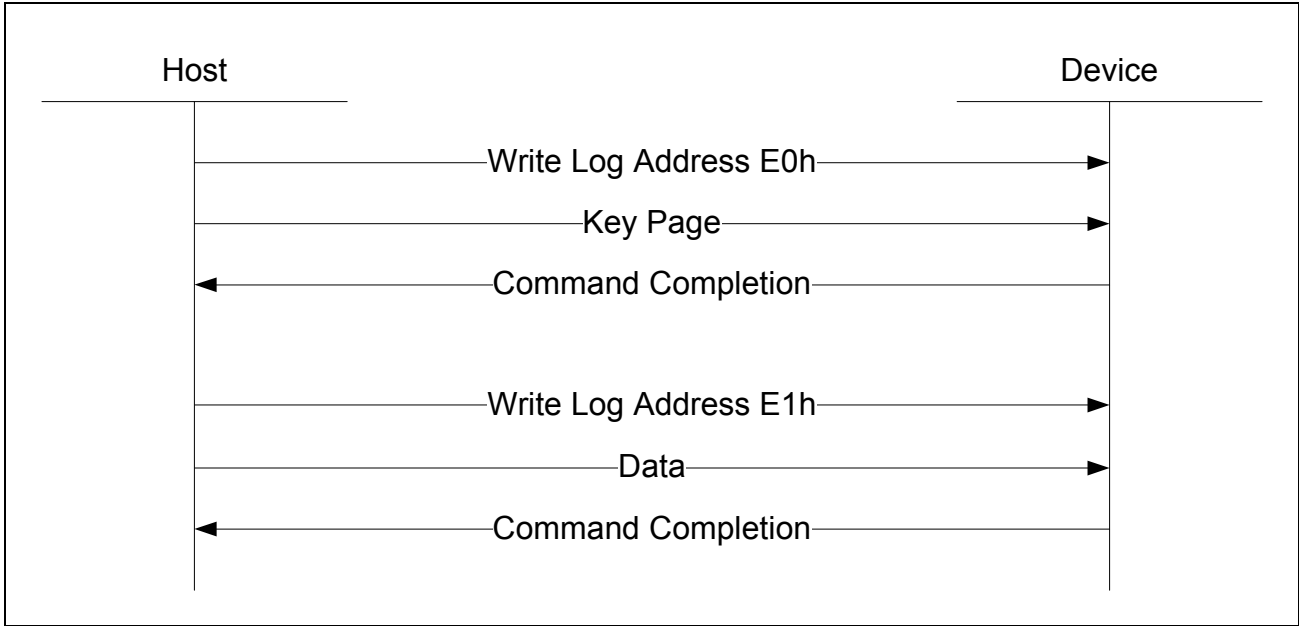 Host
Device
Write Log Address E0h
Key Page
Command Completion
Write Log Address E1h
Data
Command Completion